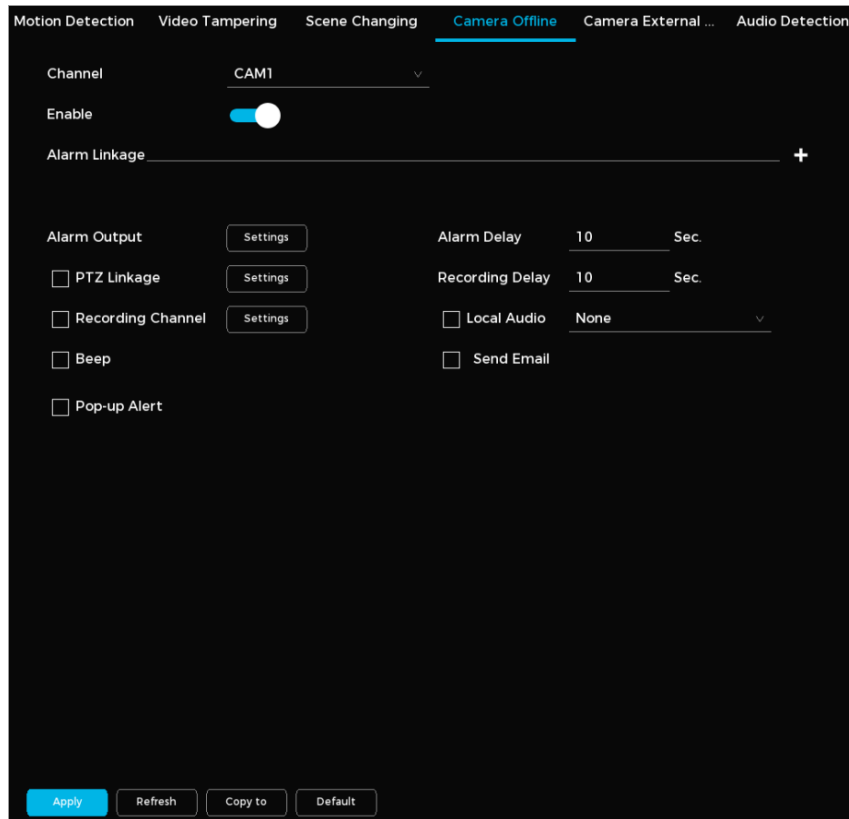 Motion Detection Video Tampering Scene Changing Camera Offline Camera External ... Audio Detection
Channel CAM1
Enable
Alarm Linkage +
Alarm Output Settings Alarm Delay 10 Sec.
PTZ Linkage Settings Recording Delay 10 Sec.
Recording Channel Settings Local Audio None
Beep Send Email
Pop-up Alert
Apply Refresh Copy to Default